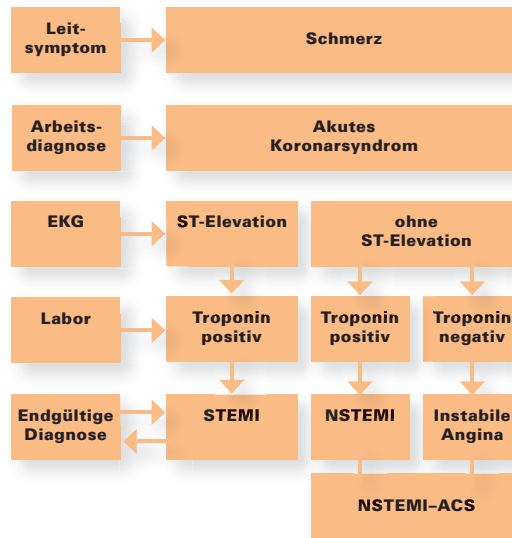 Leit-
symptom
Schmerz
Arbeits-
diagnose
Akutes
Koronarsyndrom
EKG
ST-Elevation
ohne
ST-Elevation
Labor
Troponin
positiv
Troponin
positiv
Troponin
negativ
Endgültige
Diagnose
STEMI
NSTEMI
Instabile
Angina
NSTEMI–ACS